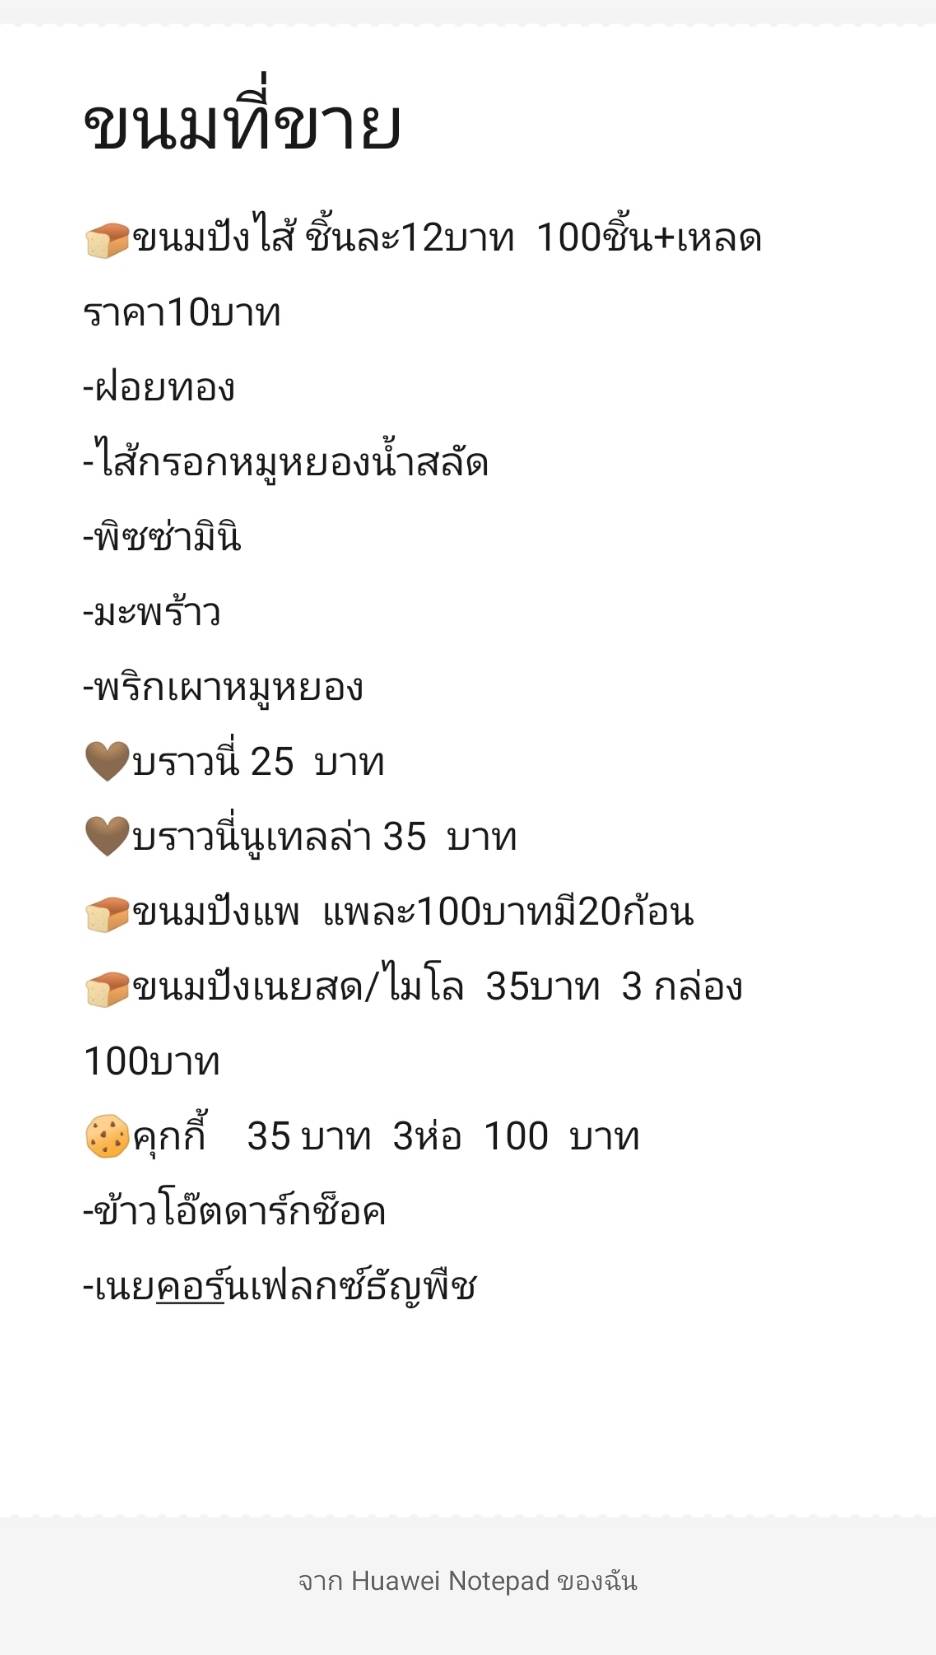 ขนมที่ขาย
🍞ขนมปังไส้ ชิ้นละ12บาท 100ชิ้น+เหลด
ราคา10บาท
-ฝอยทอง
-ไส้กรอกหมูหยองน้ำสลัด
-พิซซ่ามินิ
-มะพร้าว
-พริกเผาหมูหยอง
🤎บราวนี่ 25 บาท
🤎บราวนี่นูเทลล่า 35 บาท
🍞ขนมปังแพ แพละ100บาทมี20ก้อน
🍞ขนมปังเนยสด/ไมโล 35บาท 3 กล่อง
100บาท
🍪คุกกี้ 35 บาท 3ห่อ 100 บาท
-ข้าวโอ๊ตดาร์กช็อค
-เนยคอร์นเฟลกซ์ธัญพืช
จาก Huawei Notepad ของฉัน